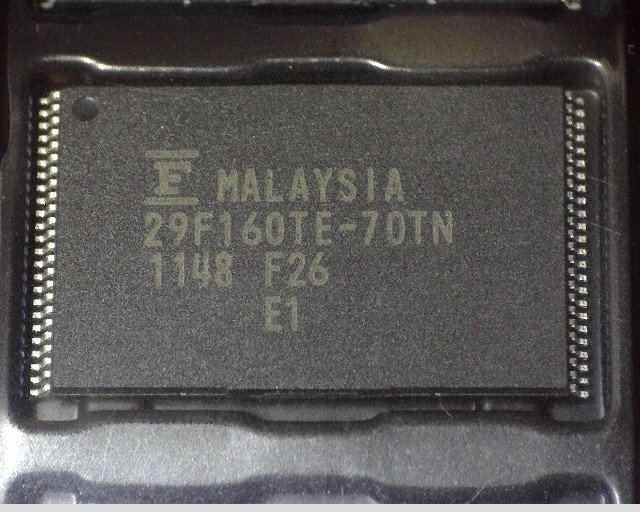 F MALAYSIA
29F160TE-70TN
1148 F26
E1